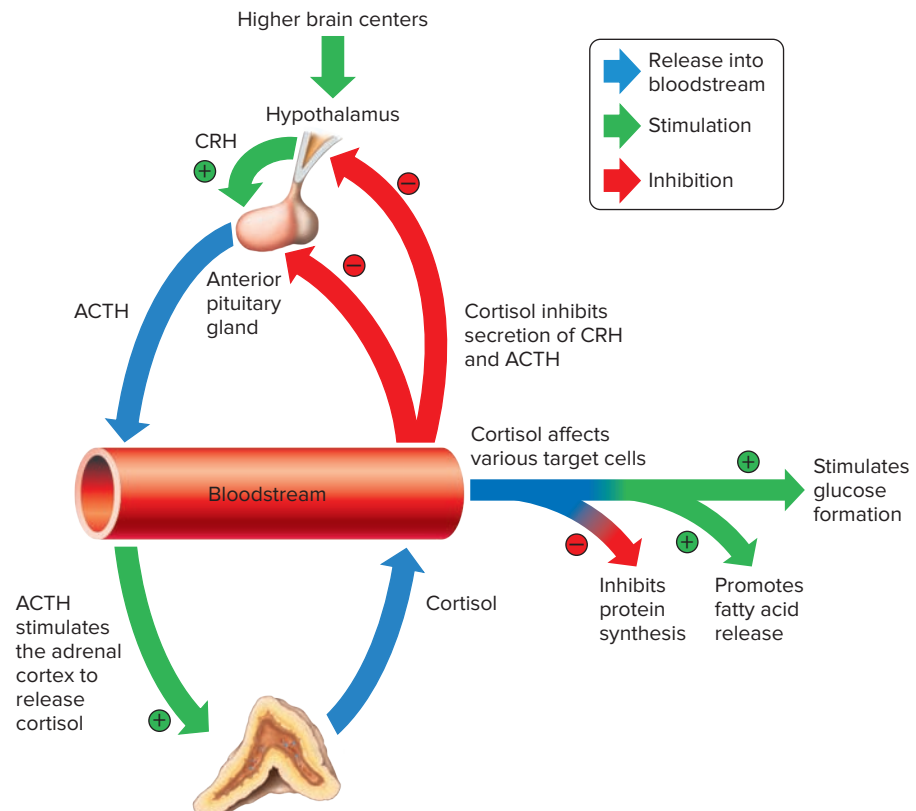 Higher brain centers
Release into
bloodstream
Stimulation
Inhibition
Hypothalamus
CRH
+
−
−
Anterior
pituitary
gland
ACTH
Cortisol inhibits
secretion of CRH
and ACTH
Bloodstream
Cortisol affects
various target cells
+
Stimulates
glucose
formation
−
+
Inhibits
protein
synthesis
Promotes
fatty acid
release
ACTH
stimulates
the adrenal
cortex to
release
cortisol
+
Cortisol